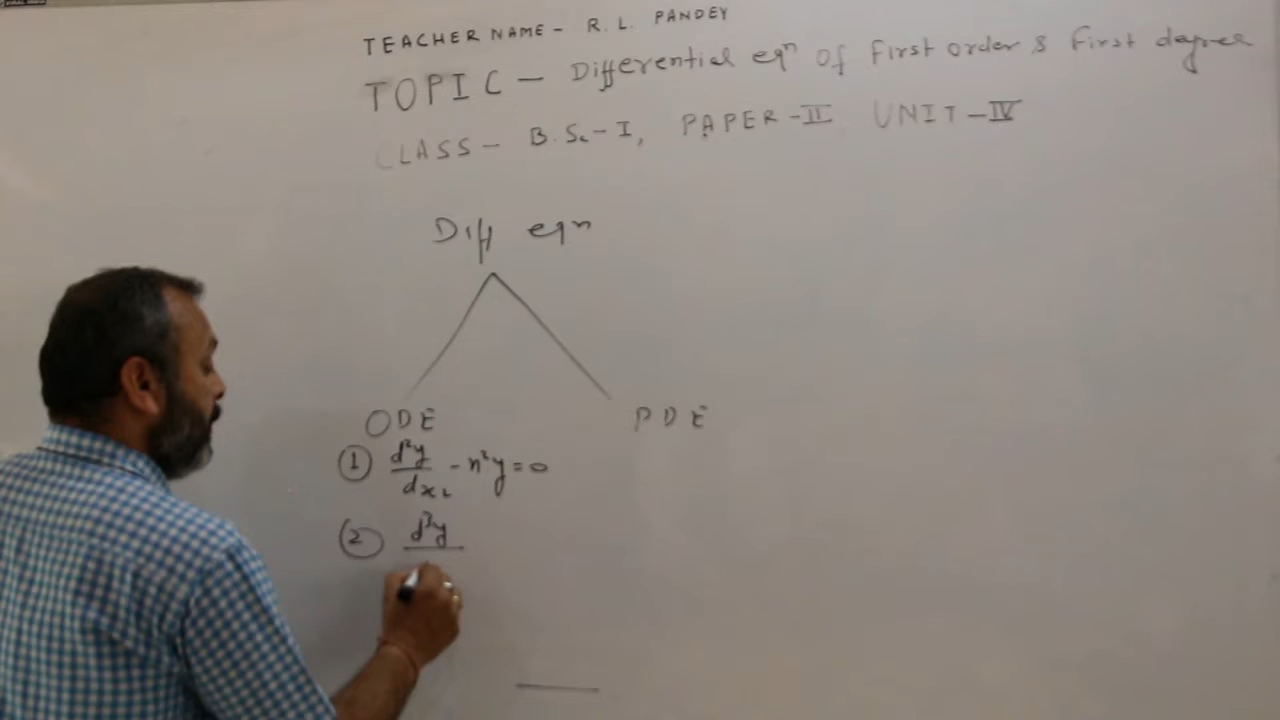 TEACHER NAME - R. L. PANDEY
TOPIC - Differential eqⁿ of First order & First degree
CLASS - B.Sc - I, PAPER - II UNIT - IV
Diff eqⁿ
ODE PDE
① d²y/dx² - n²y = 0
② d³y